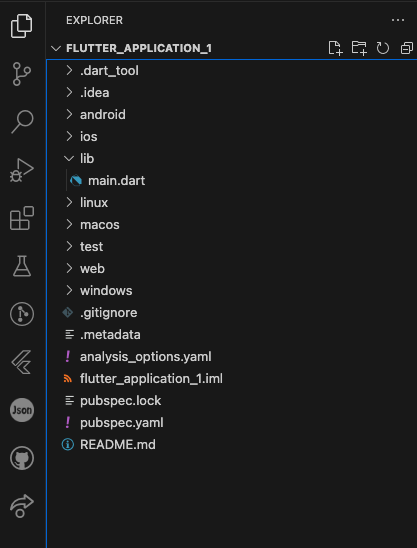 EXPLORER
FLUTTER_APPLICATION_1
.dart_tool
.idea
android
ios
lib
main.dart
linux
macos
test
web
windows
.gitignore
.metadata
analysis_options.yaml
flutter_application_1.iml
pubspec.lock
pubspec.yaml
Json
README.md